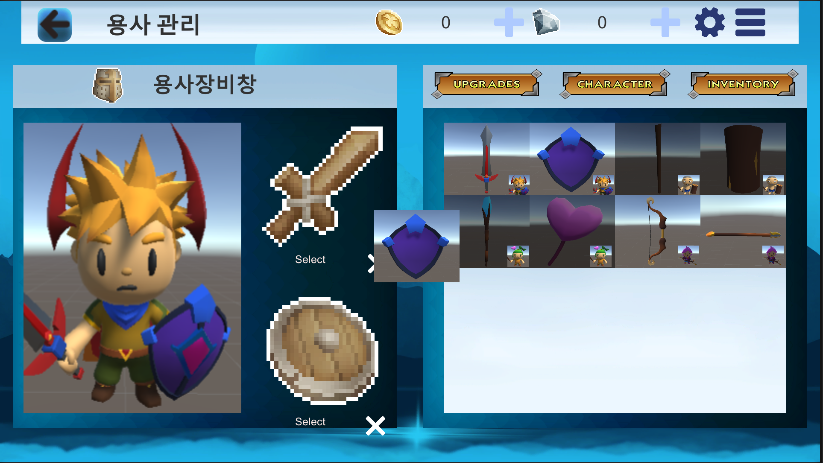 용사 관리
0
0
용사장비창
UPGRADES
CHARACTER
INVENTORY
Select
Select